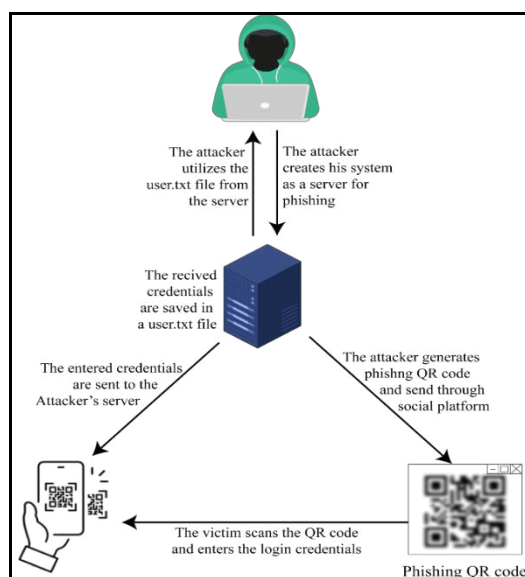 The attacker
utilizes the
user.txt file from
the server
The attacker
creates his system
as a server for
phishing
The recived
credentials
are saved in
a user.txt file
The entered credentials
are sent to the
Attacker's server
The attacker generates
phishng QR code
and send through
social platform
The victim scans the QR code
and enters the login credentials
Phishing QR code